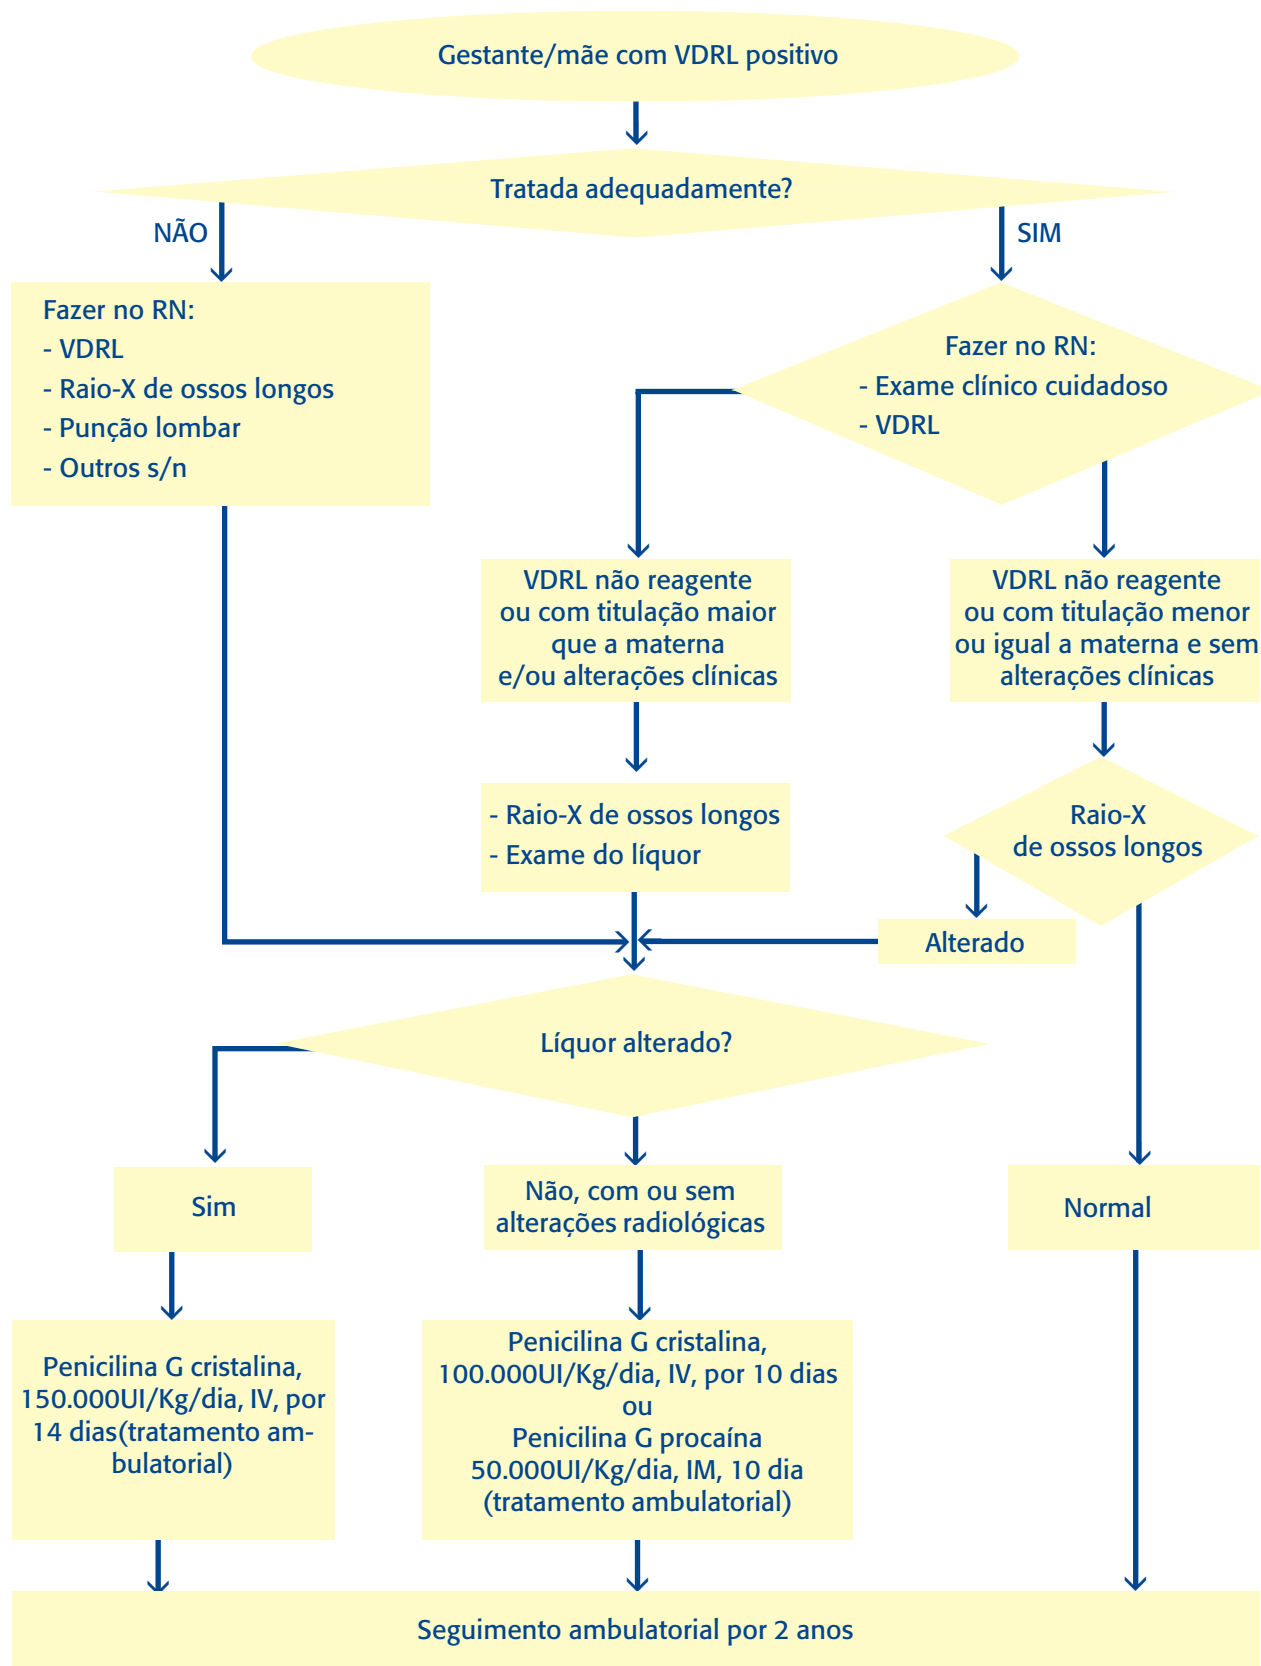 Gestante/mãe com VDRL positivo
Tratada adequadamente?
NÃO
SIM
Fazer no RN:
- VDRL
- Raio-X de ossos longos
- Punção lombar
- Outros s/n
Fazer no RN:
- Exame clínico cuidadoso
- VDRL
VDRL não reagente
ou com titulação maior
que a materna
e/ou alterações clínicas
VDRL não reagente
ou com titulação menor
ou igual a materna e sem
alterações clínicas
- Raio-X de ossos longos
- Exame do líquor
Raio-X
de ossos longos
Alterado
Líquor alterado?
Sim
Não, com ou sem
alterações radiológicas
Normal
Penicilina G cristalina,
150.000UI/Kg/dia, IV, por
14 dias(tratamento am-
bulatorial)
Penicilina G cristalina,
100.000UI/Kg/dia, IV, por 10 dias
ou
Penicilina G procaína
50.000UI/Kg/dia, IM, 10 dia
(tratamento ambulatorial)
Seguimento ambulatorial por 2 anos